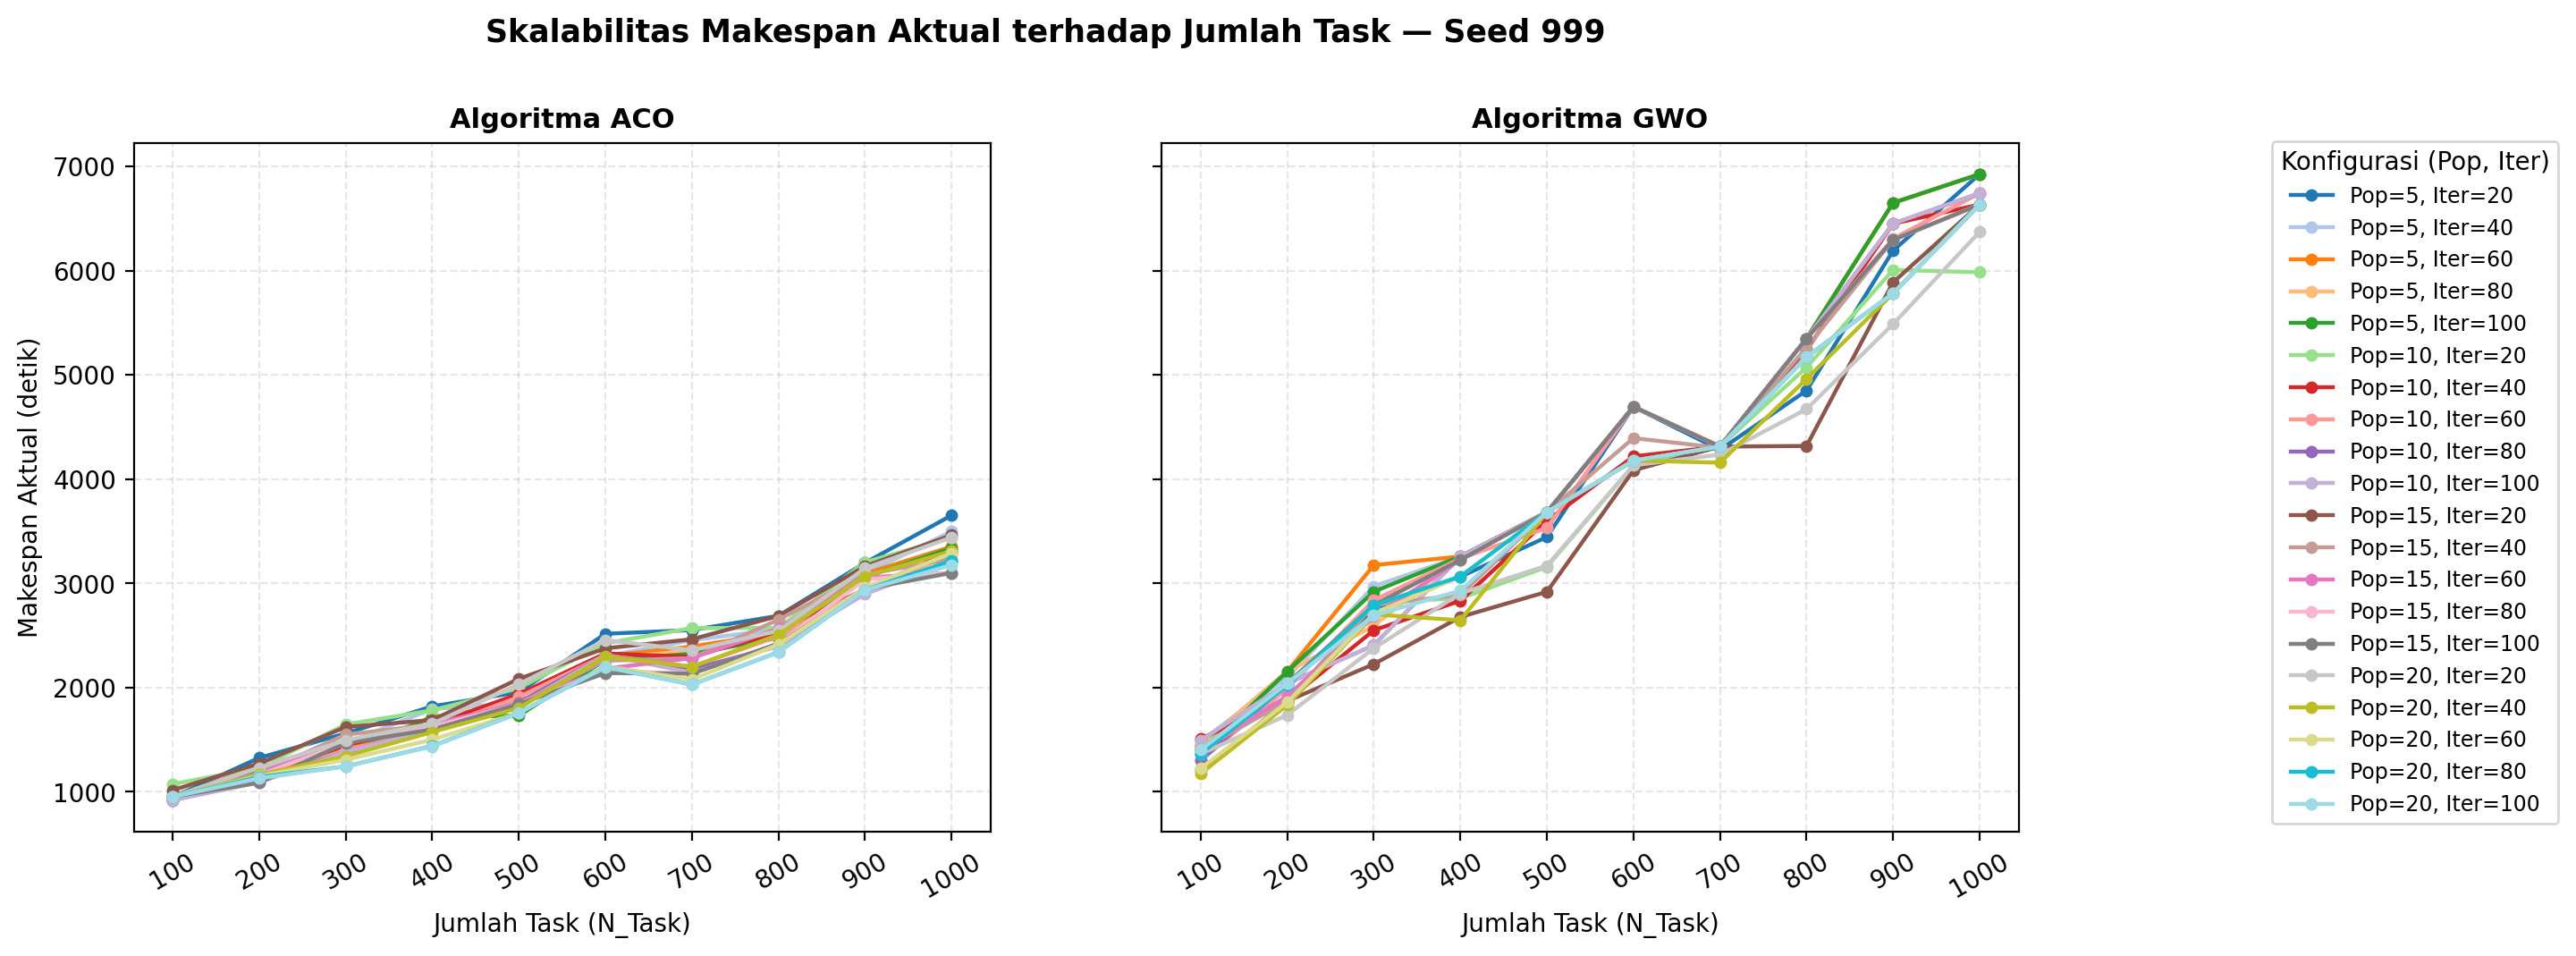 Skalabilitas Makespan Aktual terhadap Jumlah Task — Seed 999
Algoritma ACO
Makespan Aktual (detik)
7000
6000
5000
4000
3000
2000
1000
100 200 300 400 500 600 700 800 900 1000
Jumlah Task (N_Task)
Algoritma GWO
100 200 300 400 500 600 700 800 900 1000
Jumlah Task (N_Task)
Konfigurasi (Pop, Iter)
Pop=5, Iter=20
Pop=5, Iter=40
Pop=5, Iter=60
Pop=5, Iter=80
Pop=5, Iter=100
Pop=10, Iter=20
Pop=10, Iter=40
Pop=10, Iter=60
Pop=10, Iter=80
Pop=10, Iter=100
Pop=15, Iter=20
Pop=15, Iter=40
Pop=15, Iter=60
Pop=15, Iter=80
Pop=15, Iter=100
Pop=20, Iter=20
Pop=20, Iter=40
Pop=20, Iter=60
Pop=20, Iter=80
Pop=20, Iter=100